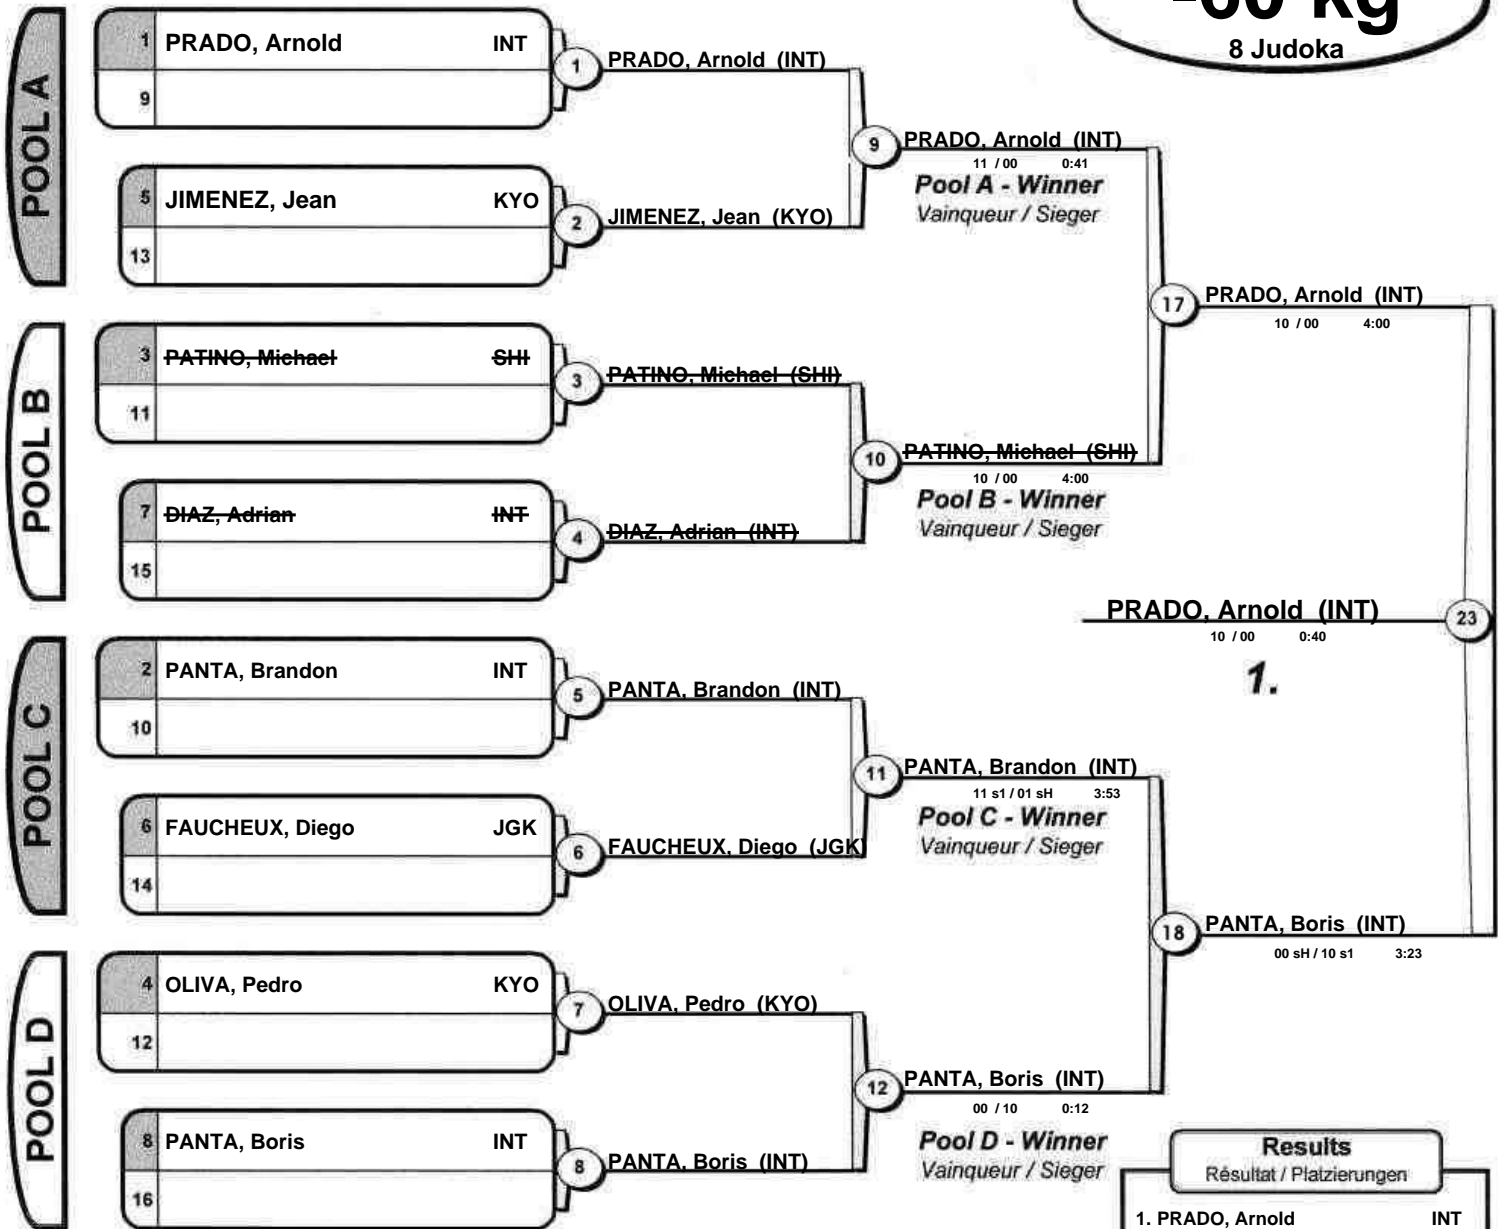 -60 kg
8 Judoka
POOL A
1 PRADO, Arnold INT
9
1 PRADO, Arnold (INT)
5 JIMENEZ, Jean KYO
13
2 JIMENEZ, Jean (KYO)
9 PRADO, Arnold (INT)
11 / 00 0:41
Pool A - Winner
Vainqueur / Sieger
POOL B
3 PATINO, Michael SHI
11
3 PATINO, Michael (SHI)
7 DIAZ, Adrian INT
15
4 DIAZ, Adrian (INT)
10 PATINO, Michael (SHI)
10 / 00 4:00
Pool B - Winner
Vainqueur / Sieger
17 PRADO, Arnold (INT)
10 / 00 4:00
PRADO, Arnold (INT) 23
10 / 00 0:40
1.
POOL C
2 PANTA, Brandon INT
10
5 PANTA, Brandon (INT)
6 FAUCHEUX, Diego JGK
14
6 FAUCHEUX, Diego (JGK)
11 PANTA, Brandon (INT)
11 s1 / 01 sH 3:53
Pool C - Winner
Vainqueur / Sieger
18 PANTA, Boris (INT)
00 sH / 10 s1 3:23
POOL D
4 OLIVA, Pedro KYO
12
7 OLIVA, Pedro (KYO)
8 PANTA, Boris INT
16
8 PANTA, Boris (INT)
12 PANTA, Boris (INT)
00 / 10 0:12
Pool D - Winner
Vainqueur / Sieger
Results
Résultat / Platzierungen
1. PRADO, Arnold INT